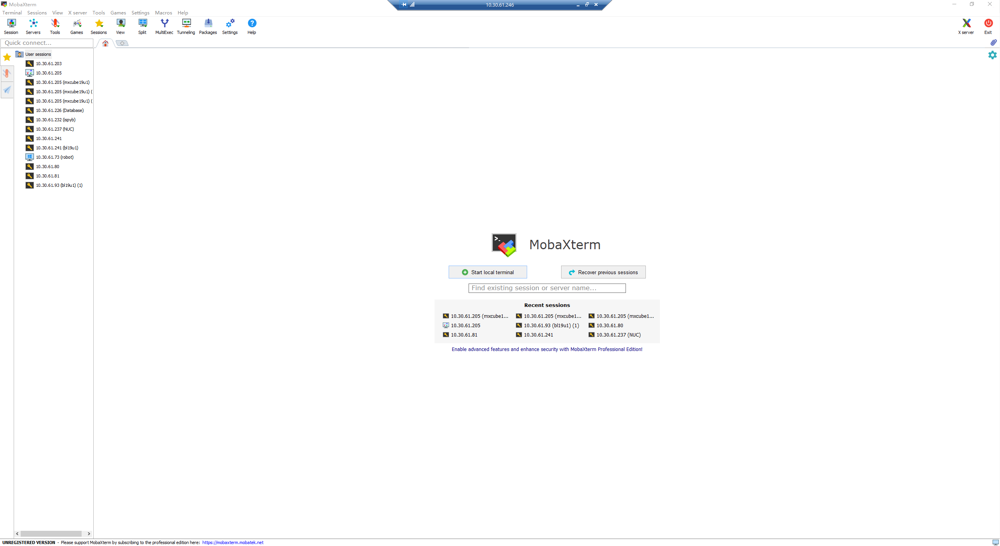 MobaXterm
10.30.61.246
Terminal Sessions View X server Tools Games Settings Macros Help
Session Servers Tools Games Sessions View Split MultiExec Tunneling Packages Settings Help X server Exit
Quick connect...
User sessions
10.30.61.203
10.30.61.205
10.30.61.205 (mxcube19u1)
10.30.61.205 (mxcube19u1) (
10.30.61.205 (mxcube19u1) (
10.30.61.226 (Database)
10.30.61.232 (ispyb)
10.30.61.237 (NUC)
10.30.61.241
10.30.61.241 (bl19u1)
10.30.61.73 (robot)
10.30.61.80
10.30.61.81
10.30.61.93 (bl19u1) (1)
MobaXterm
Start local terminal Recover previous sessions
Find existing session or server name...
Recent sessions
10.30.61.205 (mxcube1... 10.30.61.205 (mxcube1... 10.30.61.205 (mxcube1...
10.30.61.205 10.30.61.93 (bl19u1) (1) 10.30.61.80
10.30.61.81 10.30.61.241 10.30.61.237 (NUC)
Enable advanced features and enhance security with MobaXterm Professional Edition!
UNREGISTERED VERSION - Please support MobaXterm by subscribing to the professional edition here: https://mobaxterm.mobatek.net